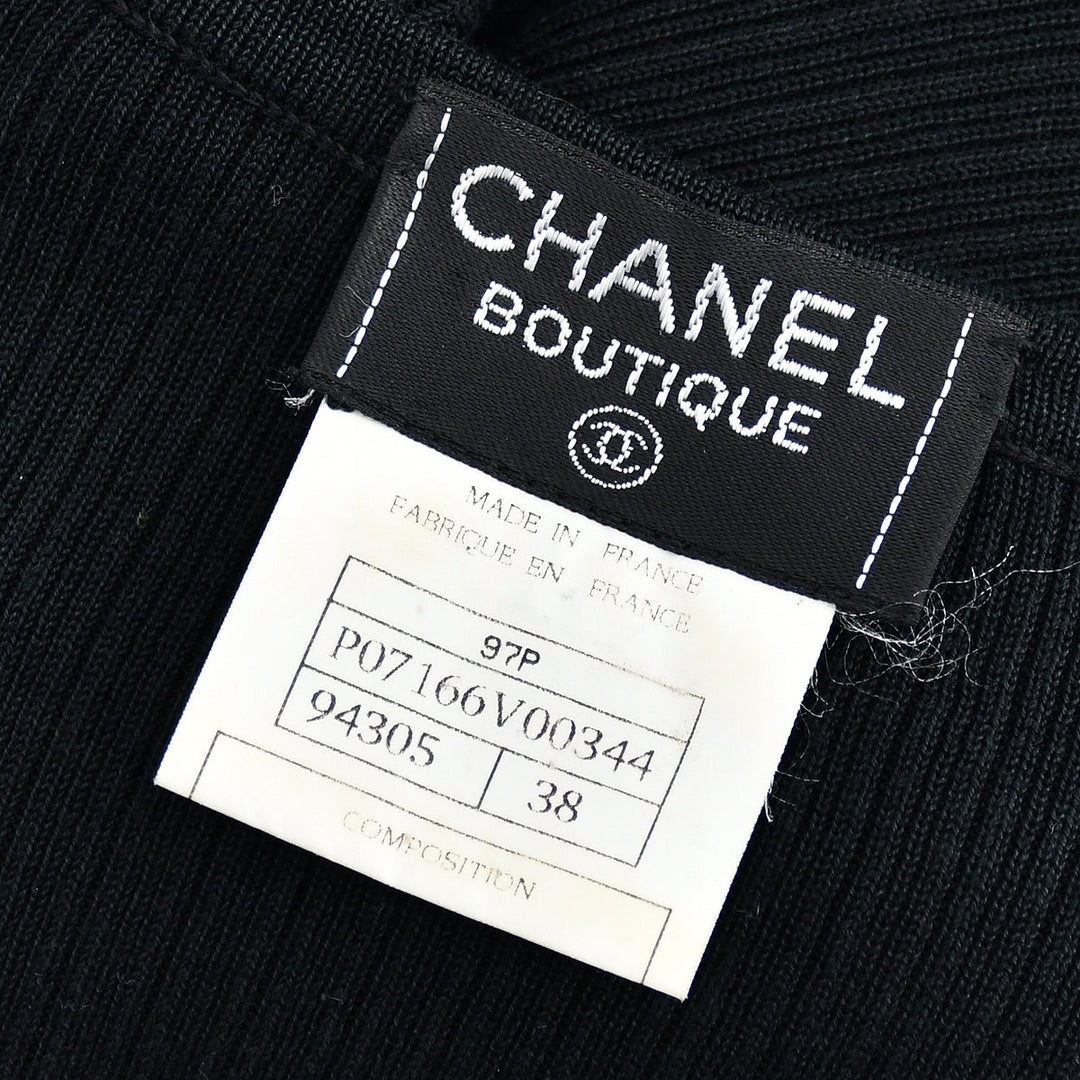 CHANEL
BOUTIQUE
MADE IN FRANCE
FABRIQUE EN FRANCE
97P
P07166V00344
94305 38
COMPOSITION